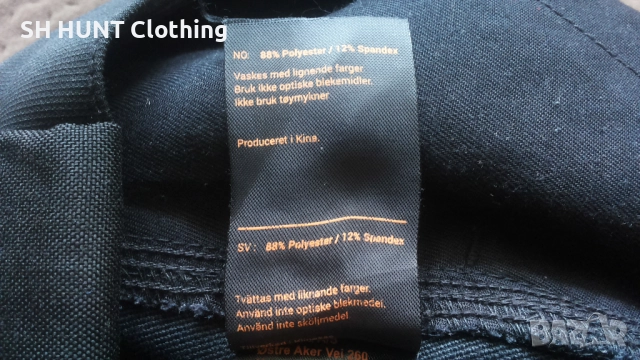 SH HUNT Clothing
NO: 88% Polyester / 12% Spandex
Vaskes med lignende farger.
Bruk ikke optiske blekemidler.
Ikke bruk tøymykner
Produceret i Kina.
SV: 88% Polyester / 12% Spandex
Tvättas med liknande färger.
Använd inte optiskt blekmedel.
Använd inte sköljmedel.
Østre Aker Vei 260